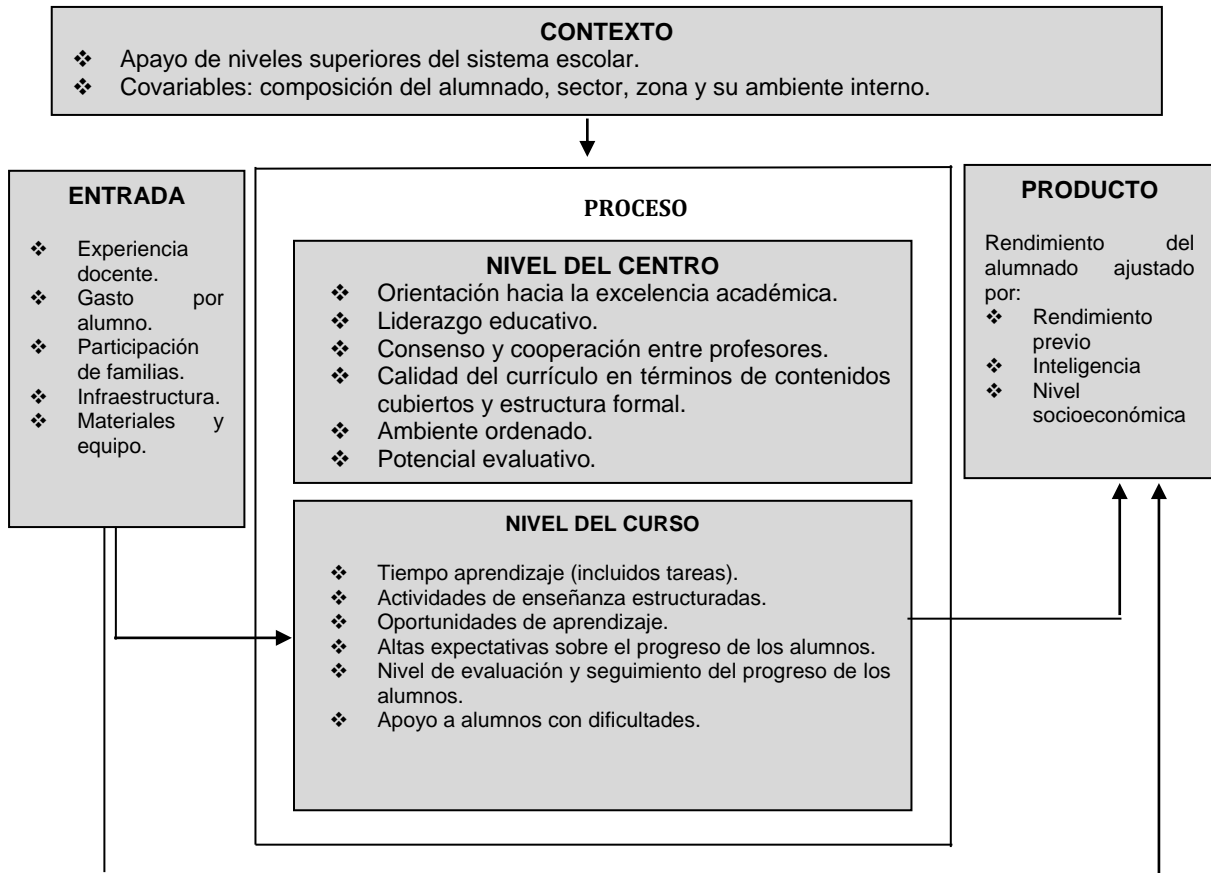 CONTEXTO
❖ Apayo de niveles superiores del sistema escolar.
❖ Covariables: composición del alumnado, sector, zona y su ambiente interno.
ENTRADA
❖ Experiencia
docente.
❖ Gasto por
alumno.
❖ Participación
de familias.
❖ Infraestructura.
❖ Materiales y
equipo.
PROCESO
NIVEL DEL CENTRO
❖ Orientación hacia la excelencia académica.
❖ Liderazgo educativo.
❖ Consenso y cooperación entre profesores.
❖ Calidad del currículo en términos de contenidos
cubiertos y estructura formal.
❖ Ambiente ordenado.
❖ Potencial evaluativo.
NIVEL DEL CURSO
❖ Tiempo aprendizaje (incluidos tareas).
❖ Actividades de enseñanza estructuradas.
❖ Oportunidades de aprendizaje.
❖ Altas expectativas sobre el progreso de los alumnos.
❖ Nivel de evaluación y seguimiento del progreso de los
alumnos.
❖ Apoyo a alumnos con dificultades.
PRODUCTO
Rendimiento del
alumnado ajustado
por:
❖ Rendimiento
previo
❖ Inteligencia
❖ Nivel
socioeconómica